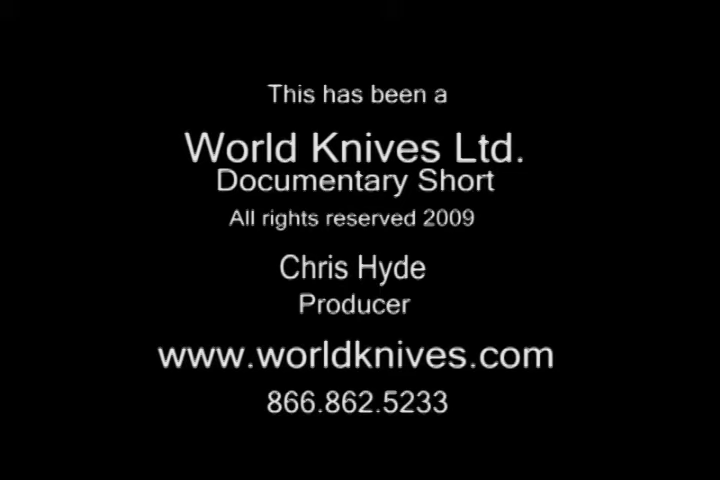 This has been a
World Knives Ltd.
Documentary Short
All rights reserved 2009
Chris Hyde
Producer
www.worldknives.com
866.862.5233